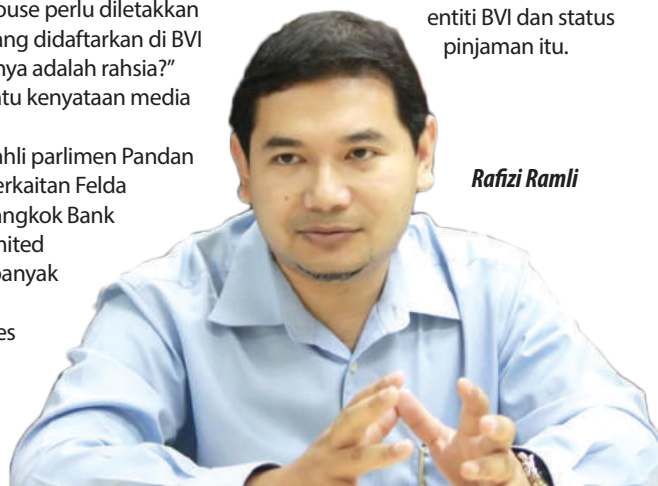 ouse perlu diletakkan
ang didaftarkan di BVI
nya adalah rahsia?"
atu kenyataan media
ahli parlimen Pandan
erkaitan Felda
angkok Bank
nited
banyak
es
entiti BVI dan status
pinjaman itu.
Rafizi Ramli